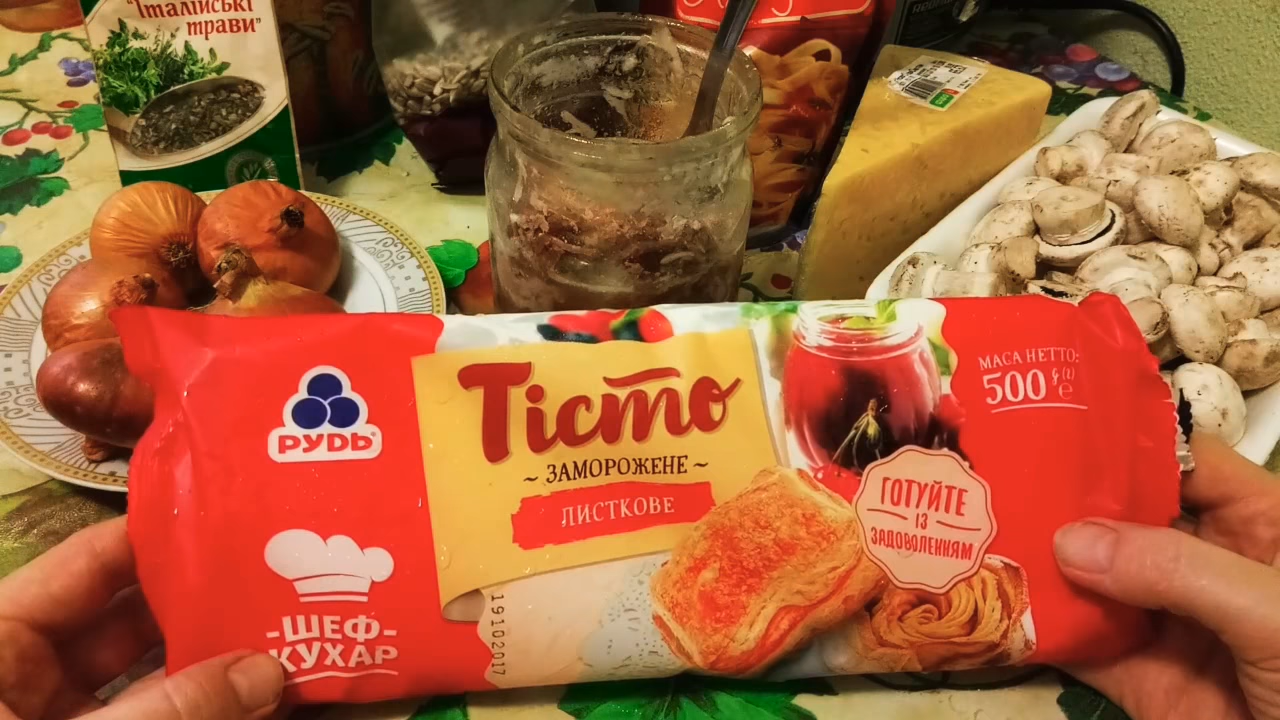 "Італійські
трави"
РУДЬ
ШЕФ-
КУХАР
Тісто
~ЗАМОРОЖЕНЕ~
ЛИСТКОВЕ
19102017
МАСА НЕТТО:
500 g (г) ℮
ГОТУЙТЕ
ІЗ
ЗАДОВОЛЕННЯМ